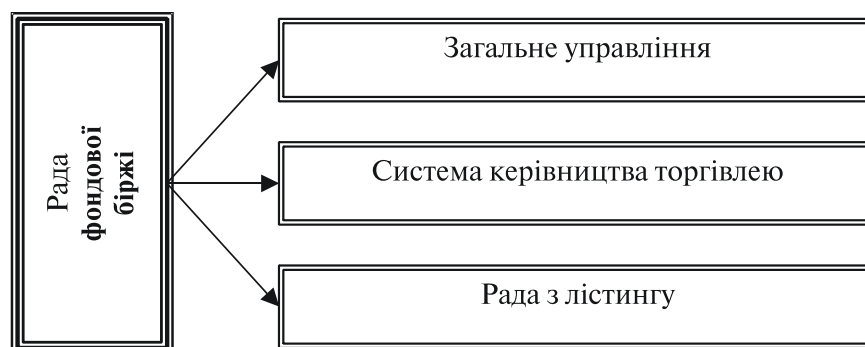 Рада
фондової
біржі
Загальне управління
Система керівництва торгівлею
Рада з лістингу